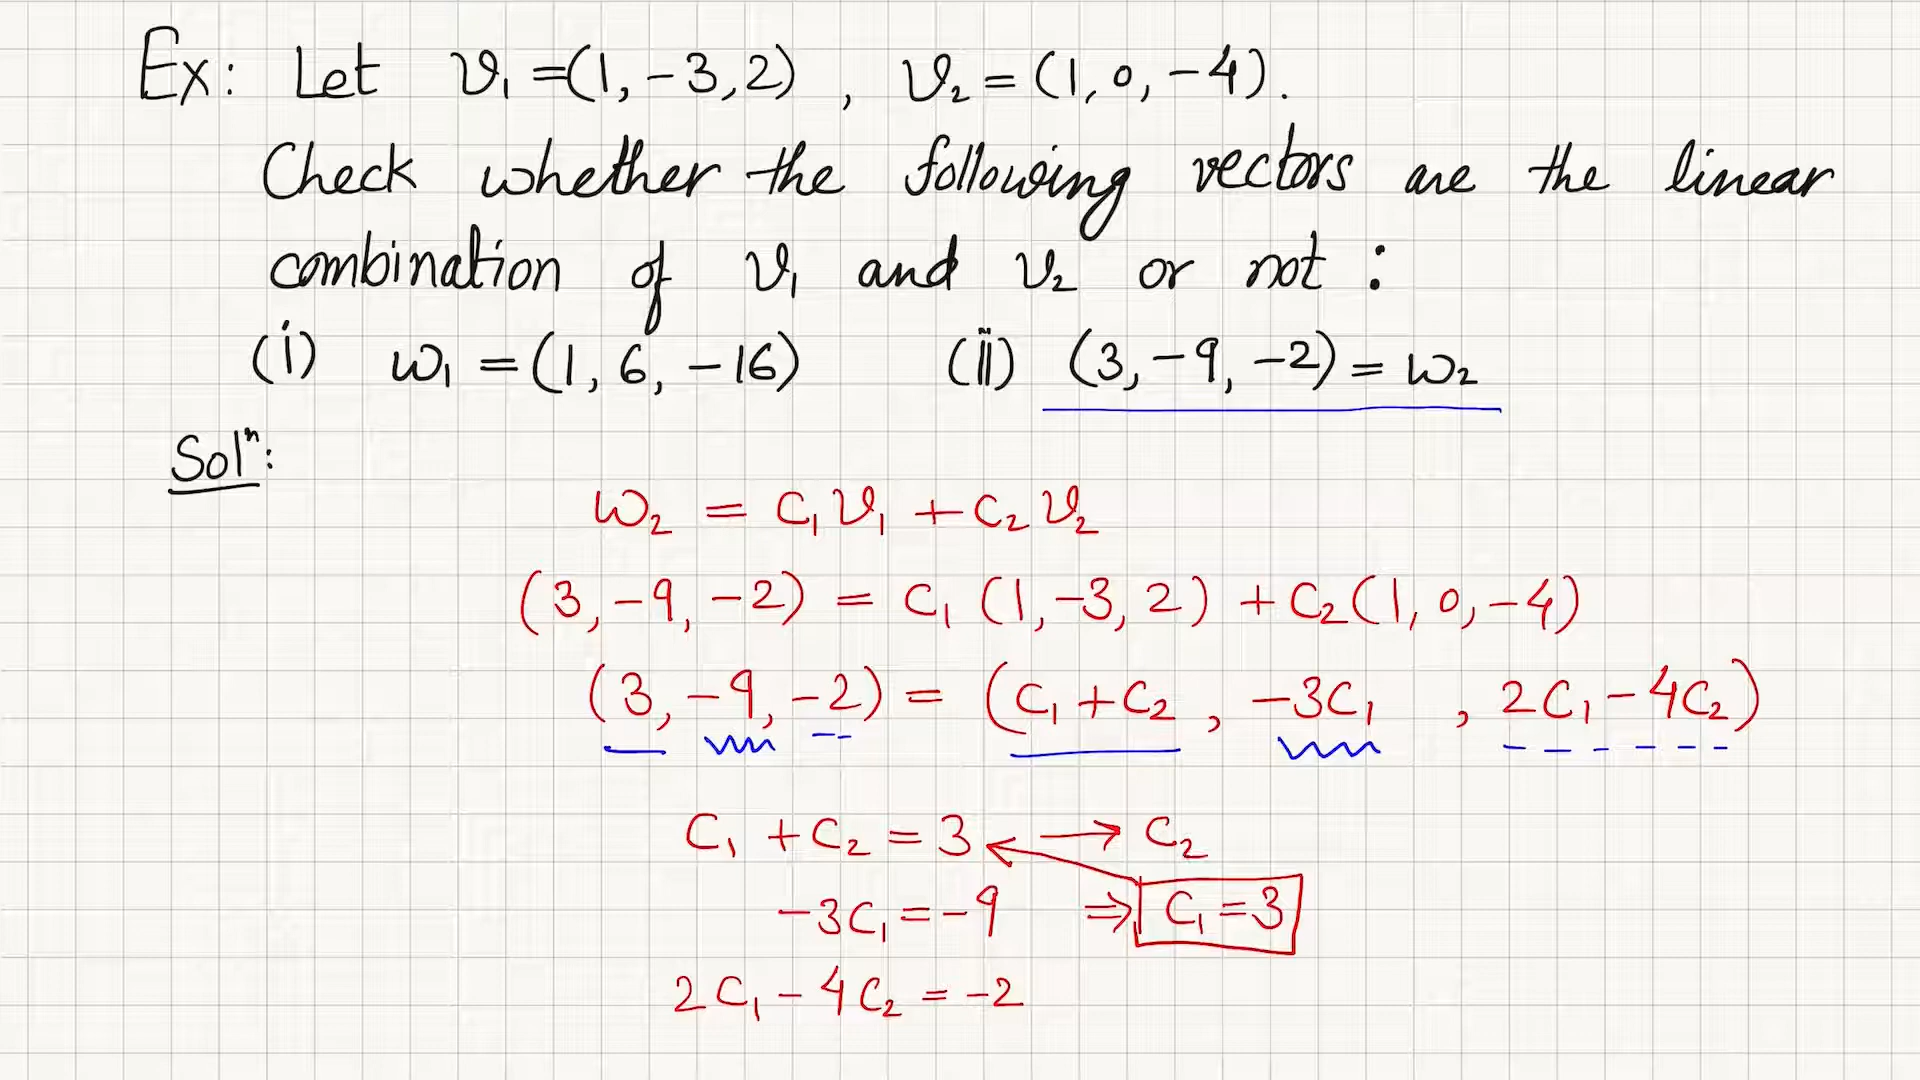 Ex: Let v₁ = (1, -3, 2), v₂ = (1, 0, -4).
Check whether the following vectors are the linear
combination of v₁ and v₂ or not :
(i) w₁ = (1, 6, -16) (ii) (3, -9, -2) = w₂
Solⁿ:
w₂ = c₁v₁ + c₂v₂
(3, -9, -2) = c₁(1, -3, 2) + c₂(1, 0, -4)
(3, -9, -2) = (c₁ + c₂, -3c₁, 2c₁ - 4c₂)
c₁ + c₂ = 3 → c₂
-3c₁ = -9 ⇒ c₁ = 3
2c₁ - 4c₂ = -2